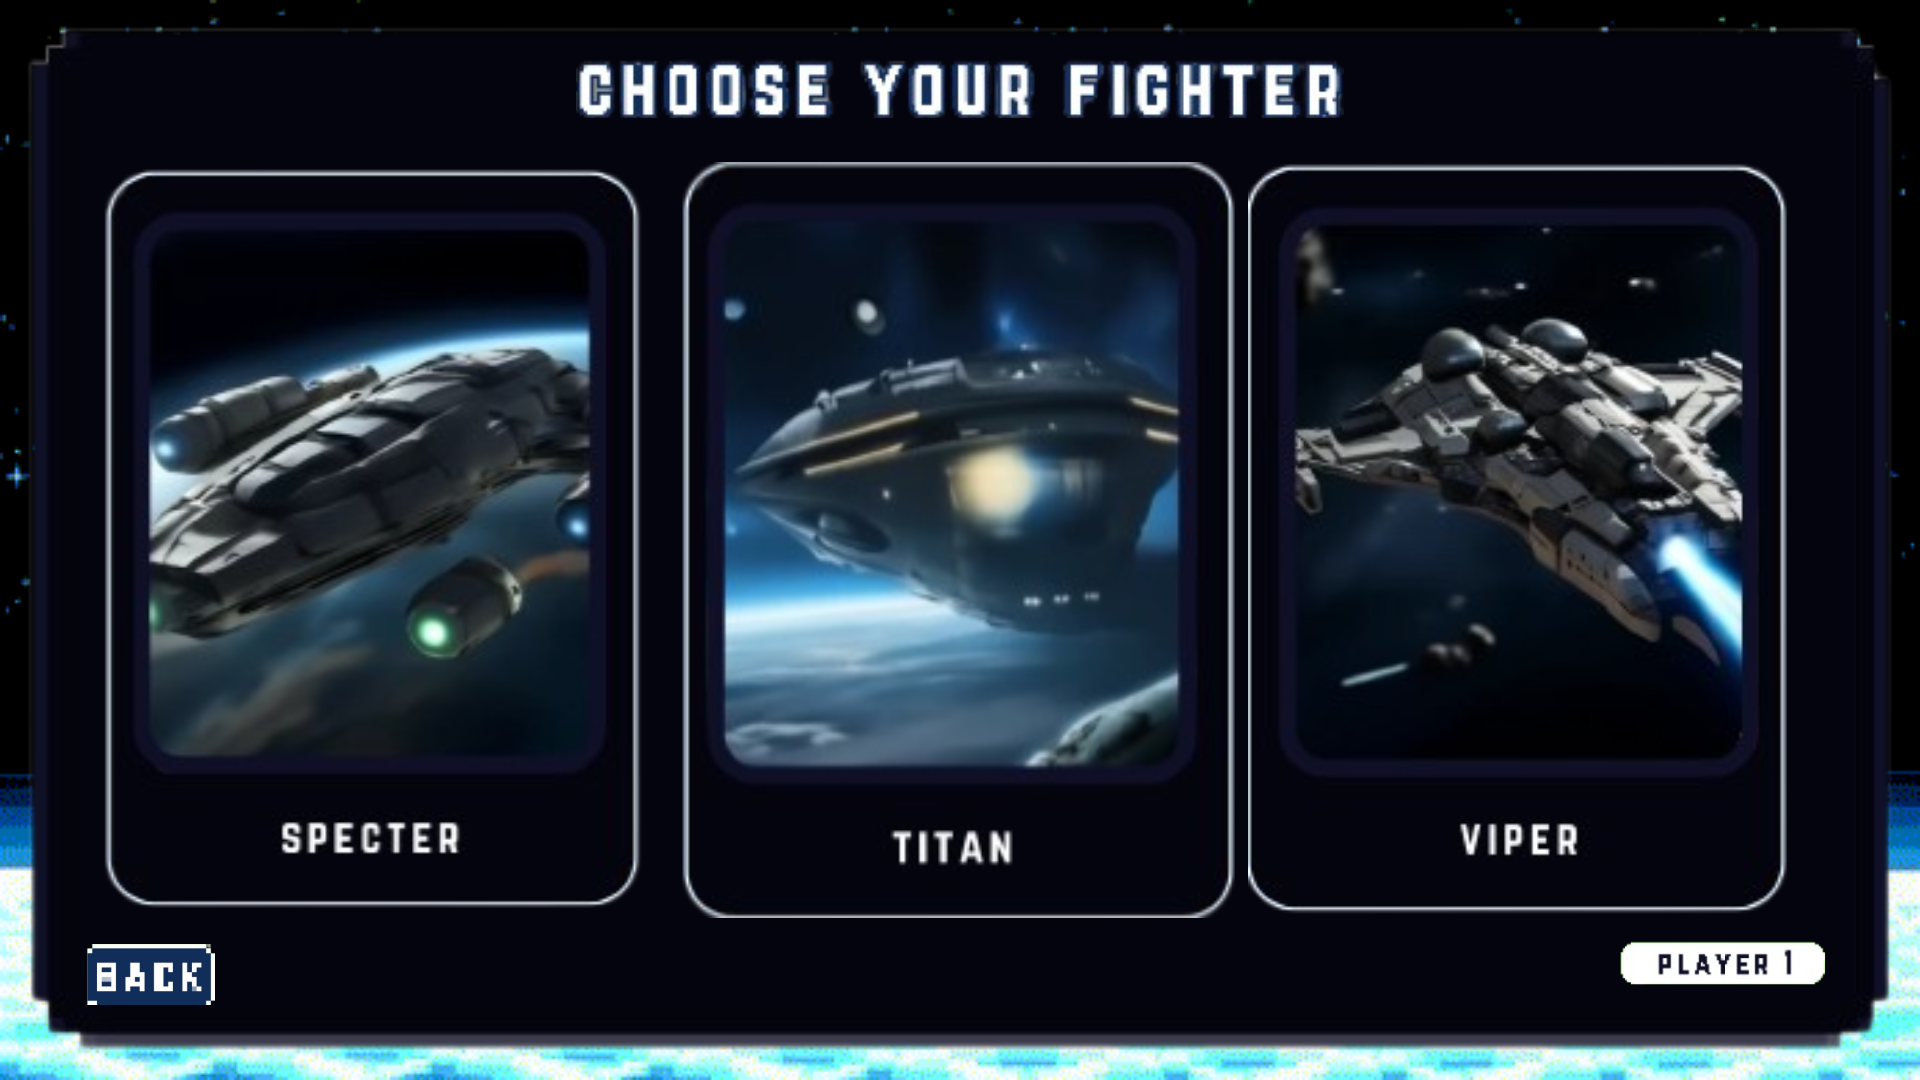 CHOOSE YOUR FIGHTER
SPECTER
TITAN
VIPER
BACK
PLAYER 1